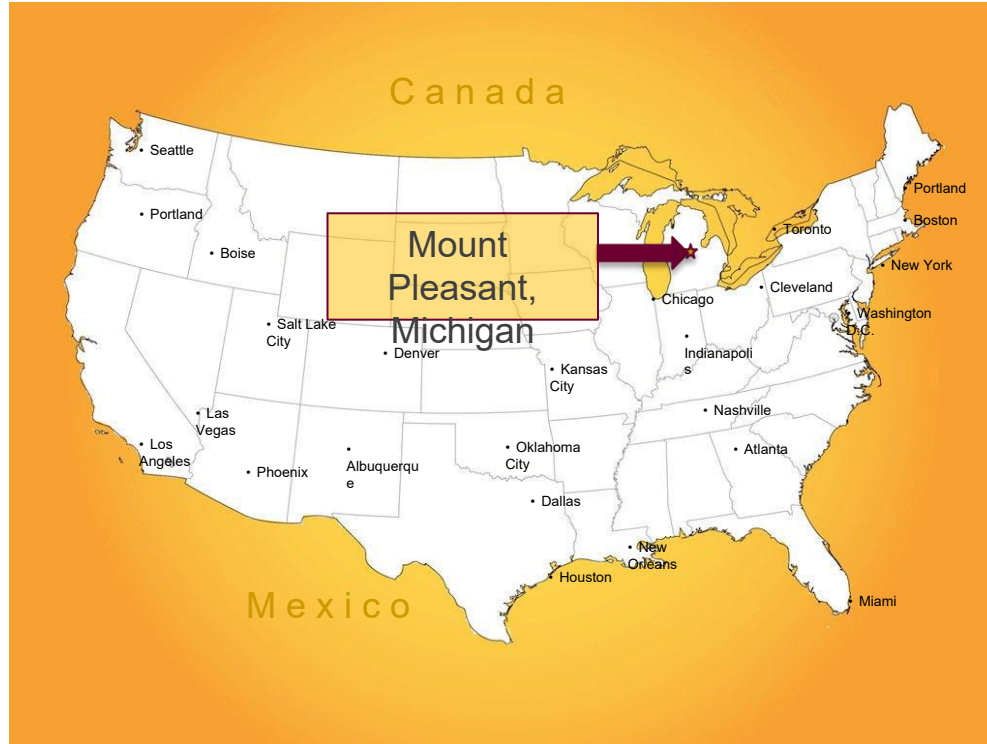 Canada
• Seattle
• Portland
• Portland
• Boston
• Toronto
Mount
Pleasant,
Michigan
• Boise
• New York
• Cleveland
• Chicago
• Washington
D.C.
• Salt Lake
City
• Indianapoli
s
• Denver
• Kansas
City
• Las
Vegas
• Nashville
• Los
Angeles
• Oklahoma
City
• Atlanta
• Albuquerqu
e
• Phoenix
• Dallas
• New
Orleans
• Houston
Mexico
• Miami